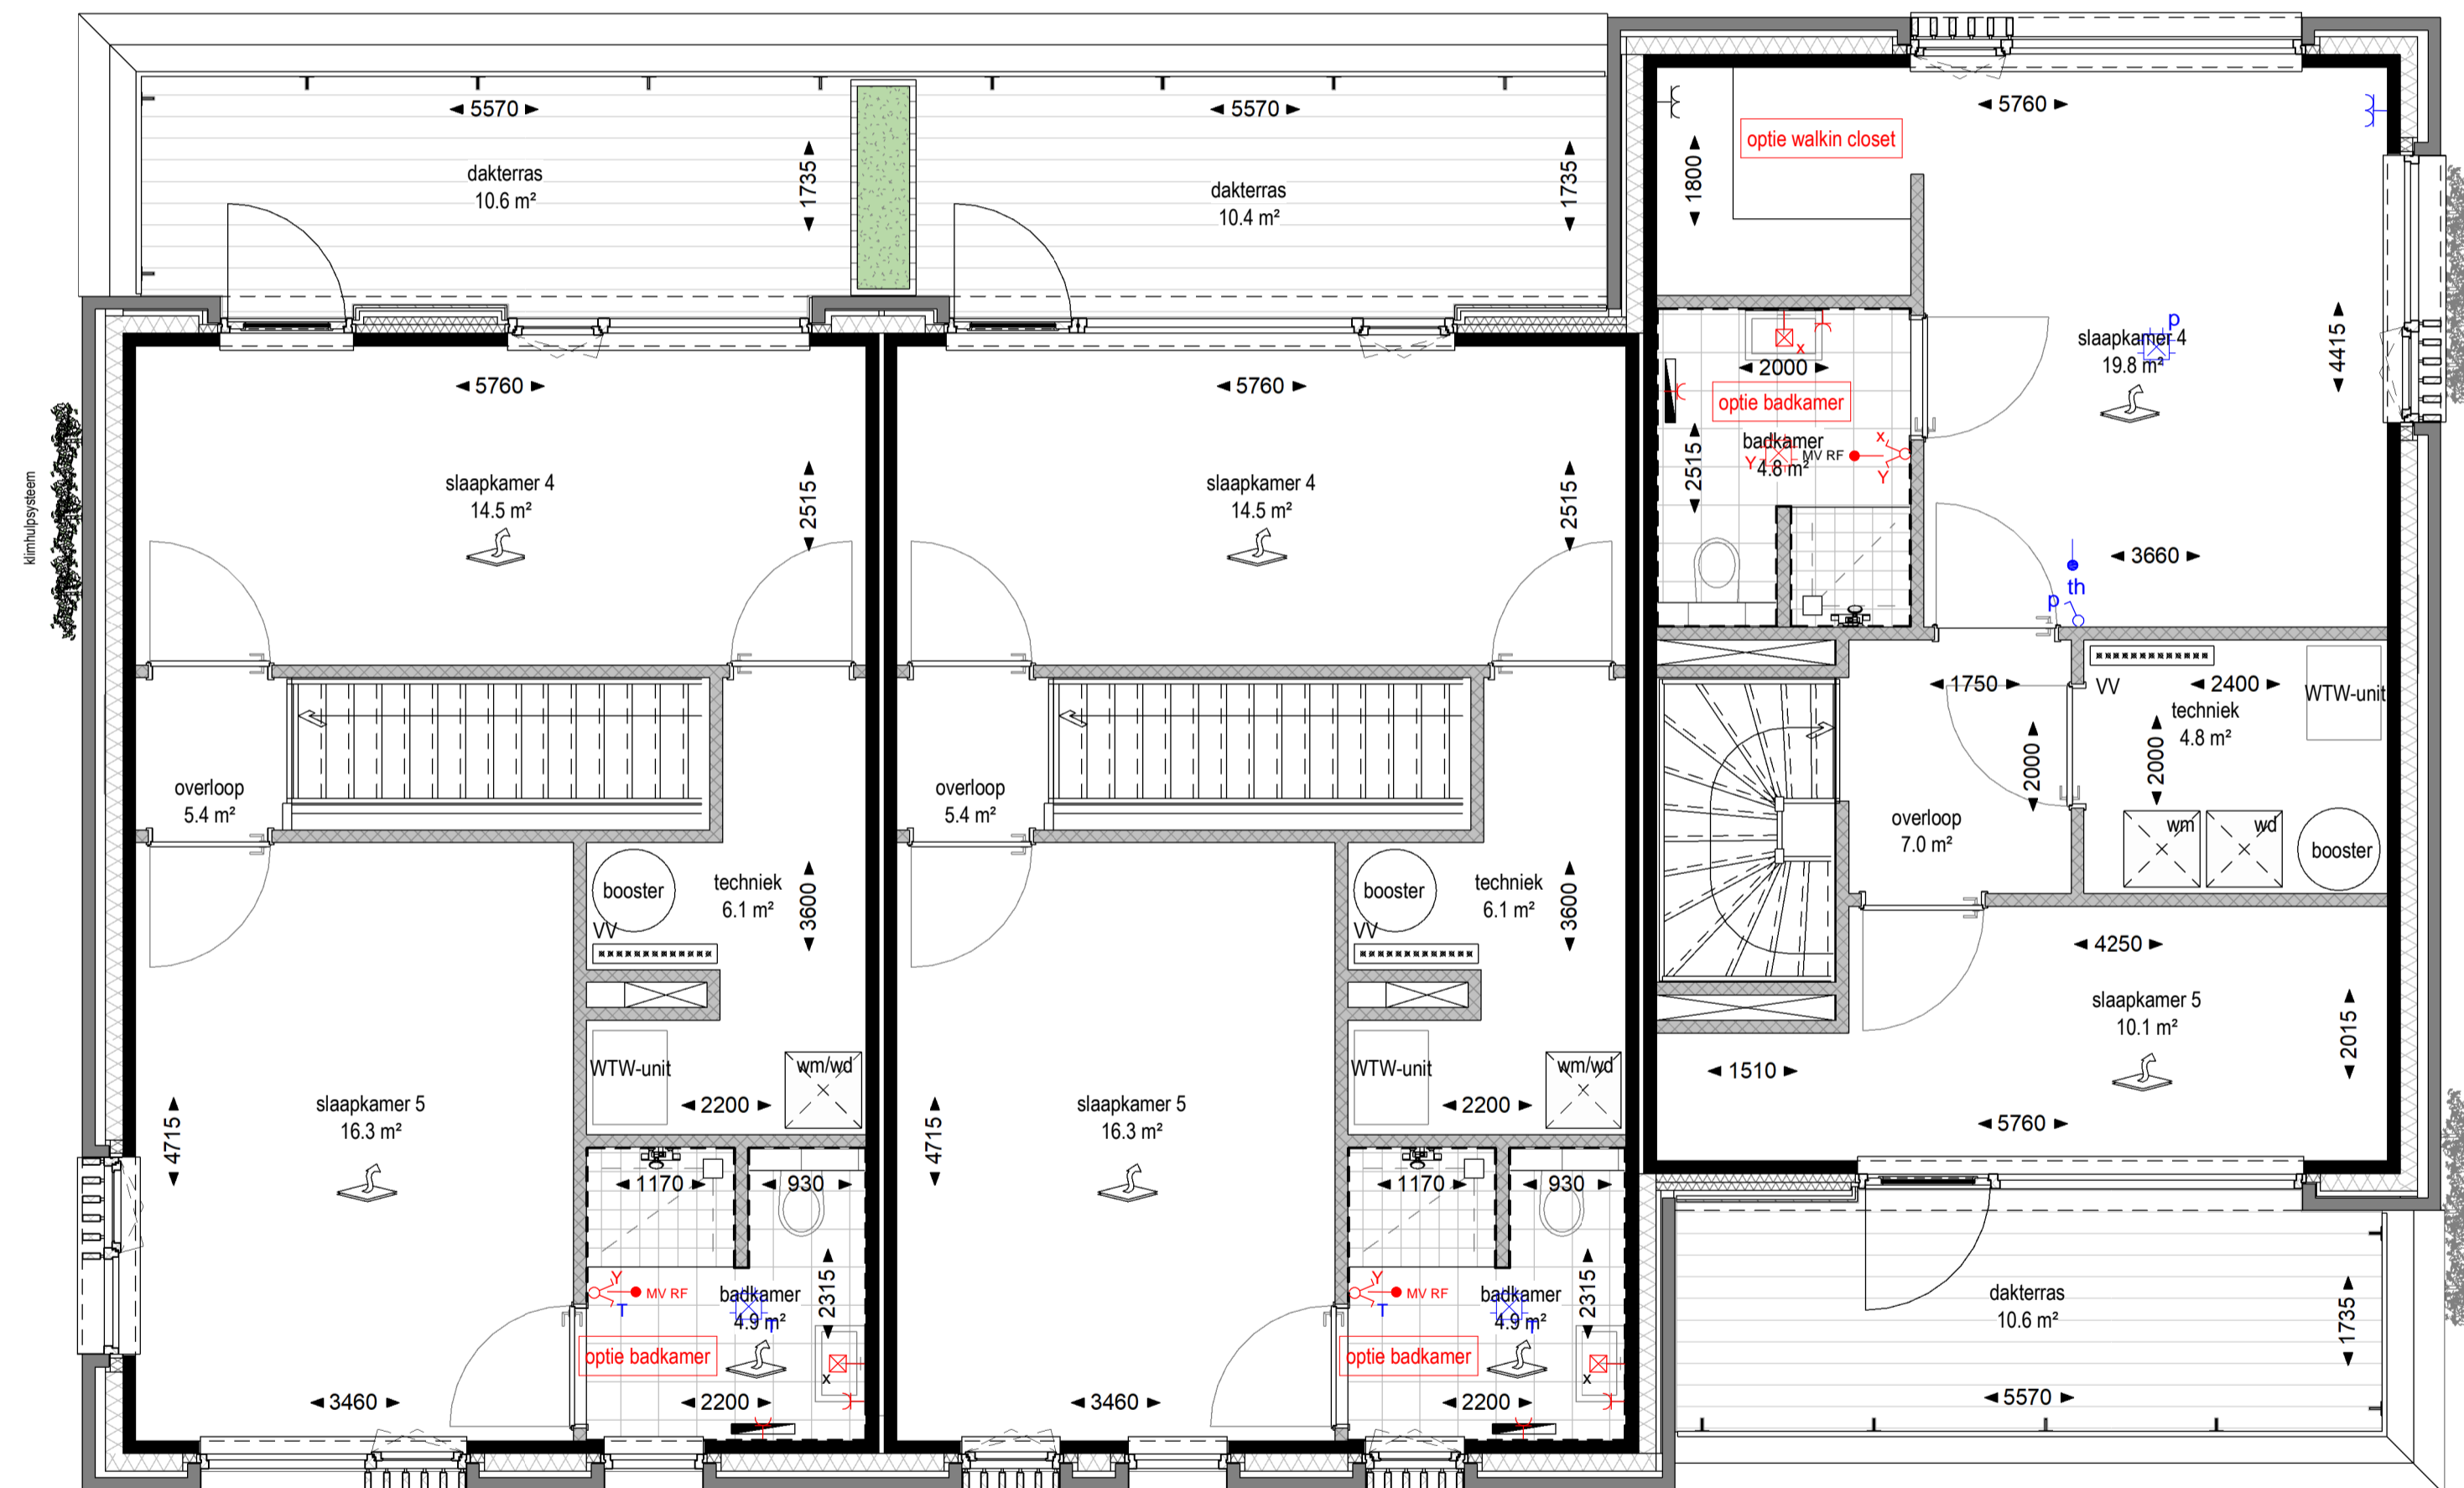 klimhulpsysteem
5570
dakterras
10.6 m²
1735
5760
slaapkamer 4
14.5 m²
2515
overloop
5.4 m²
booster
VV
techniek
6.1 m²
3600
WTW-unit
wm/wd
2200
slaapkamer 5
16.3 m²
4715
3460
1170
930
Y
T
MV RF
badkamer
4.9 m²
T
2315
optie badkamer
x
2200
5570
dakterras
10.4 m²
1735
5760
slaapkamer 4
14.5 m²
2515
overloop
5.4 m²
booster
VV
techniek
6.1 m²
3600
WTW-unit
wm/wd
2200
slaapkamer 5
16.3 m²
4715
3460
1170
930
Y
T
MV RF
badkamer
4.9 m²
T
2315
optie badkamer
x
2200
optie walkin closet
1800
5760
x
2000
optie badkamer
badkamer
4.8 m²
Y
MV RF
x
Y
2515
p
slaapkamer 4
19.8 m²
4415
3660
th
p
1750
VV
2400
WTW-unit
techniek
4.8 m²
2000
2000
wm
wd
booster
overloop
7.0 m²
4250
slaapkamer 5
10.1 m²
2015
1510
5760
dakterras
10.6 m²
1735
5570